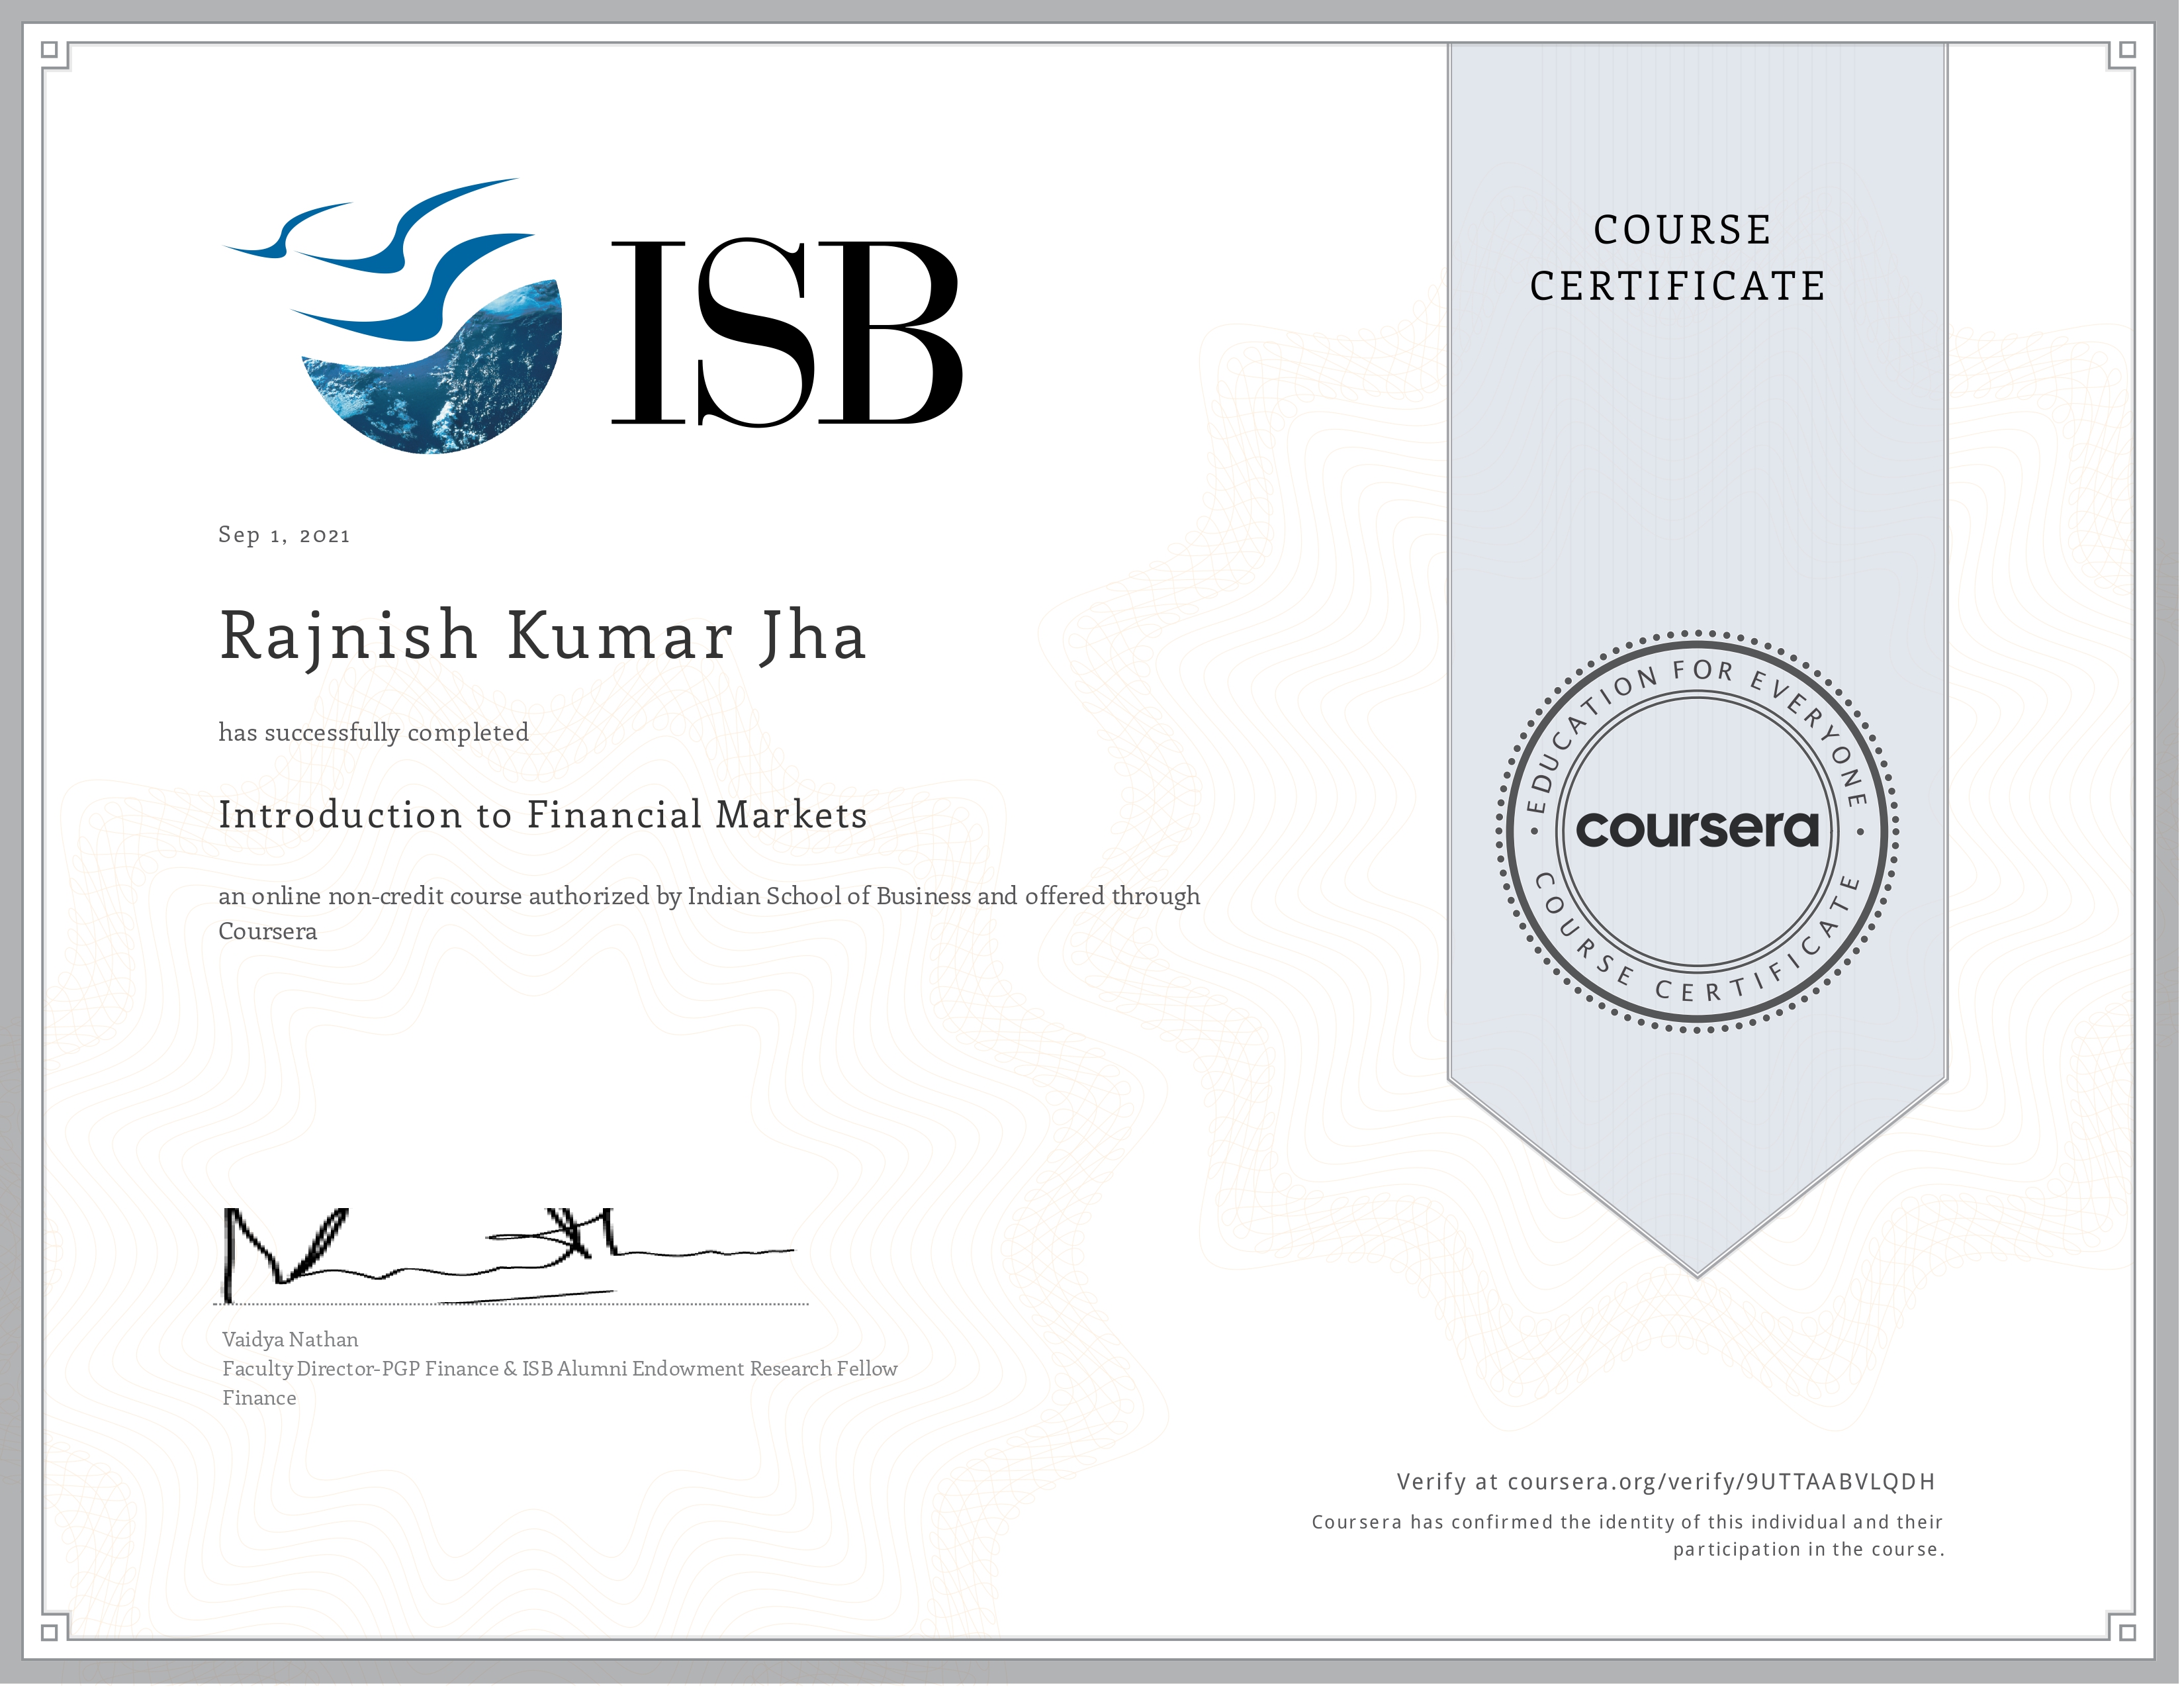 ISB
COURSE
CERTIFICATE
Sep 1, 2021
Rajnish Kumar Jha
has successfully completed
Introduction to Financial Markets
an online non-credit course authorized by Indian School of Business and offered through
Coursera
EDUCATION FOR EVERYONE
coursera
COURSE CERTIFICATE
Vaidya Nathan
Faculty Director-PGP Finance & ISB Alumni Endowment Research Fellow
Finance
Verify at coursera.org/verify/9UTTAABVLQDH
Coursera has confirmed the identity of this individual and their
participation in the course.